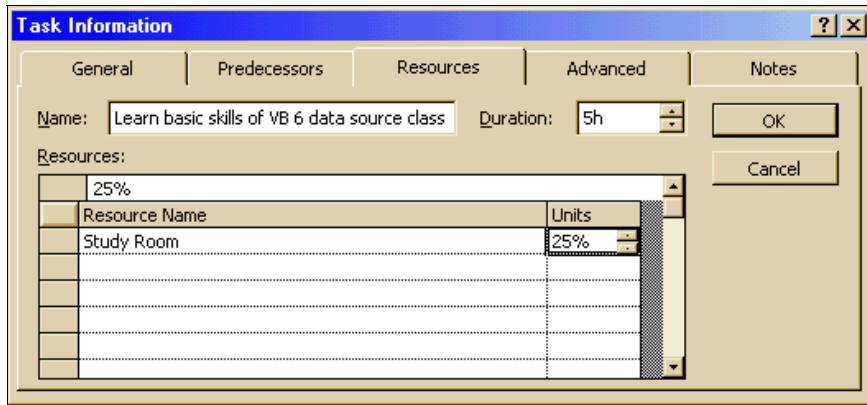 Task Information
General Predecessors Resources Advanced Notes
Name: Learn basic skills of VB 6 data source class Duration: 5h OK
Resources: Cancel
25%
Resource Name Units
Study Room 25%